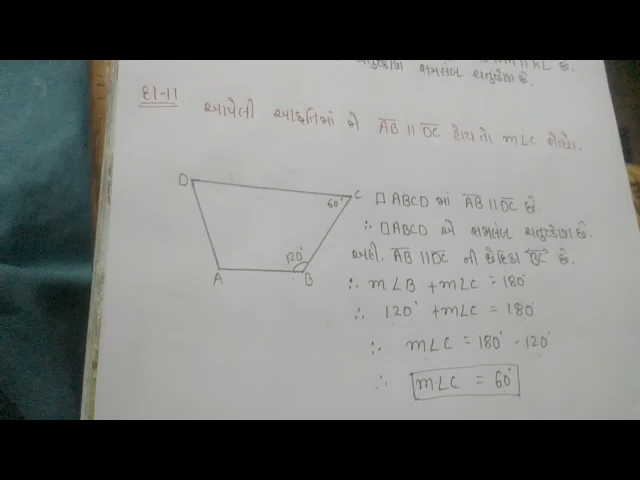 ચતુષ્કોણ સમલંબ ચતુષ્કોણ છે.
દા-11
આપેલી આકૃતિમાં જો AB || DC હોય તો m∠C શોધો.
D
C
60°
120°
A
B
□ABCD માં AB || DC છે.
∴ □ABCD એ સમલંબ ચતુષ્કોણ છે.
અહીં AB || DC ની છેદિકા BC છે.
∴ m∠B + m∠C = 180°
∴ 120° + m∠C = 180°
∴ m∠C = 180° - 120°
∴ m∠C = 60°